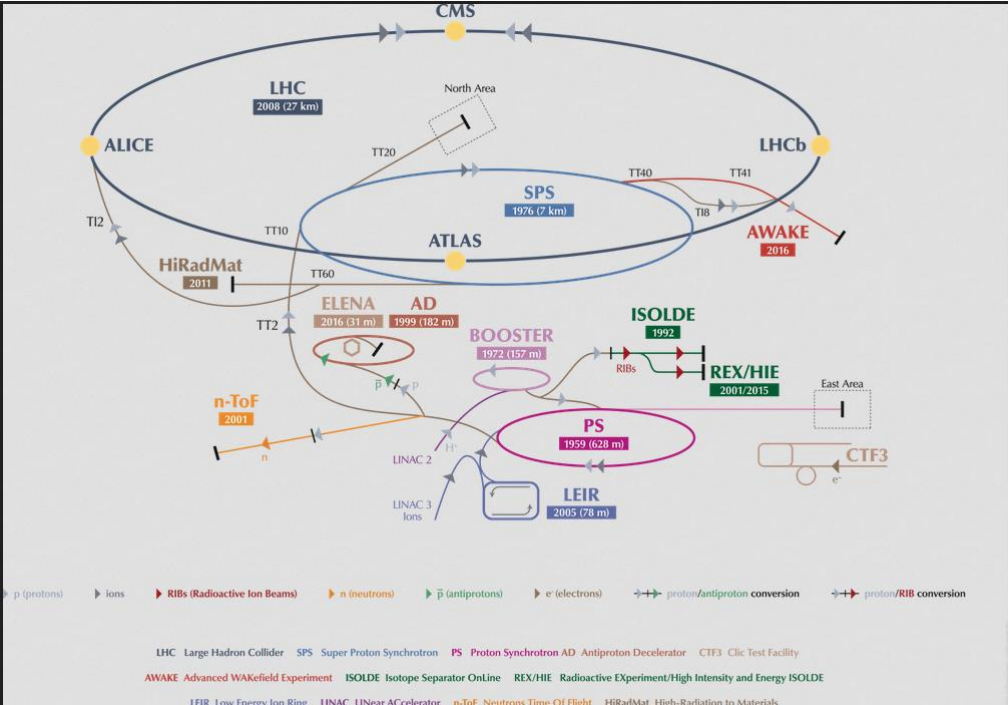 CMS
LHC
2008 (27 km)
North Area
ALICE
LHCb
TT20
TT40
TT41
SPS
1976 (7 km)
TI8
TI2
TT10
ATLAS
AWAKE
2016
HiRadMat
2011
TT60
ELENA
2016 (31 m)
AD
1999 (182 m)
TT2
BOOSTER
1972 (157 m)
ISOLDE
1992
RIBs
REX/HIE
2001/2015
p̅
p
East Area
n-ToF
2001
n
PS
1959 (628 m)
H⁺
LINAC 2
CTF3
e⁻
LINAC 3
Ions
LEIR
2005 (78 m)
p (protons) ions RIBs (Radioactive Ion Beams) n (neutrons) p̅ (antiprotons) e⁻ (electrons) proton/antiproton conversion proton/RIB conversion
LHC Large Hadron Collider SPS Super Proton Synchrotron PS Proton Synchrotron AD Antiproton Decelerator CTF3 Clic Test Facility
AWAKE Advanced WAKefield Experiment ISOLDE Isotope Separator OnLine REX/HIE Radioactive EXperiment/High Intensity and Energy ISOLDE
LEIR Low Energy Ion Ring LINAC LINear ACcelerator n-ToF Neutrons Time Of Flight HiRadMat High-Radiation to Materials